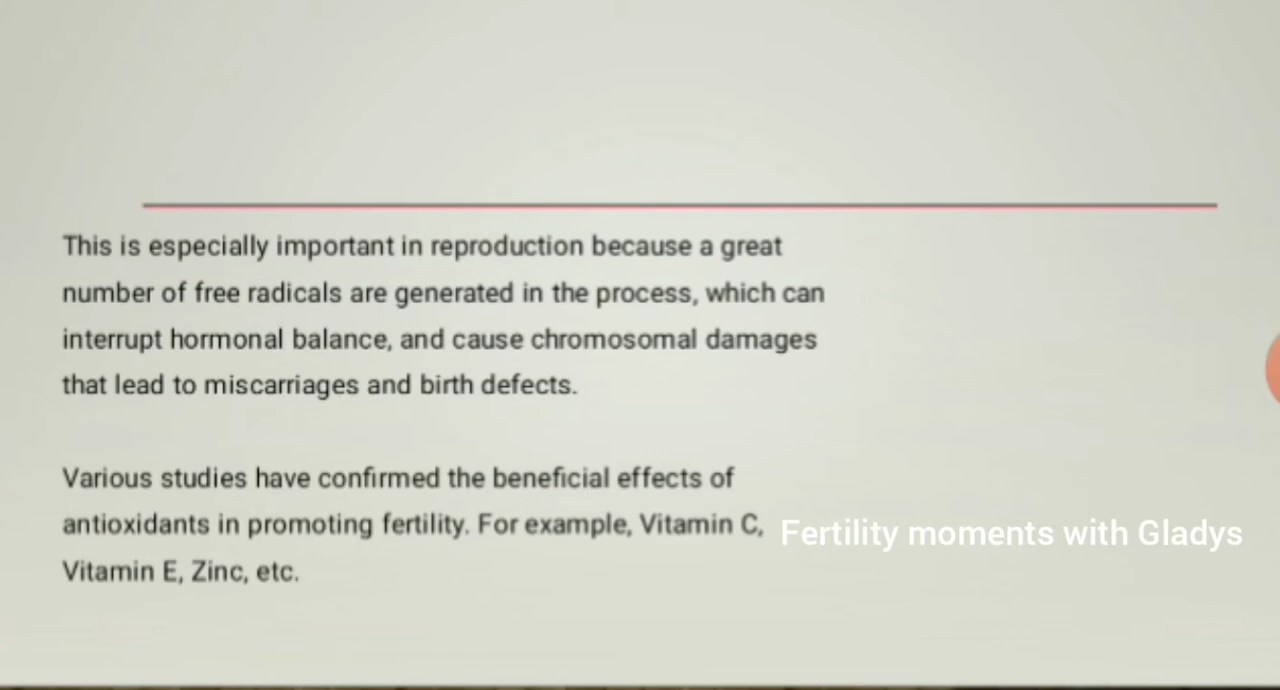 This is especially important in reproduction because a great
number of free radicals are generated in the process, which can
interrupt hormonal balance, and cause chromosomal damages
that lead to miscarriages and birth defects.
Various studies have confirmed the beneficial effects of
antioxidants in promoting fertility. For example, Vitamin C,
Vitamin E, Zinc, etc.
Fertility moments with Gladys